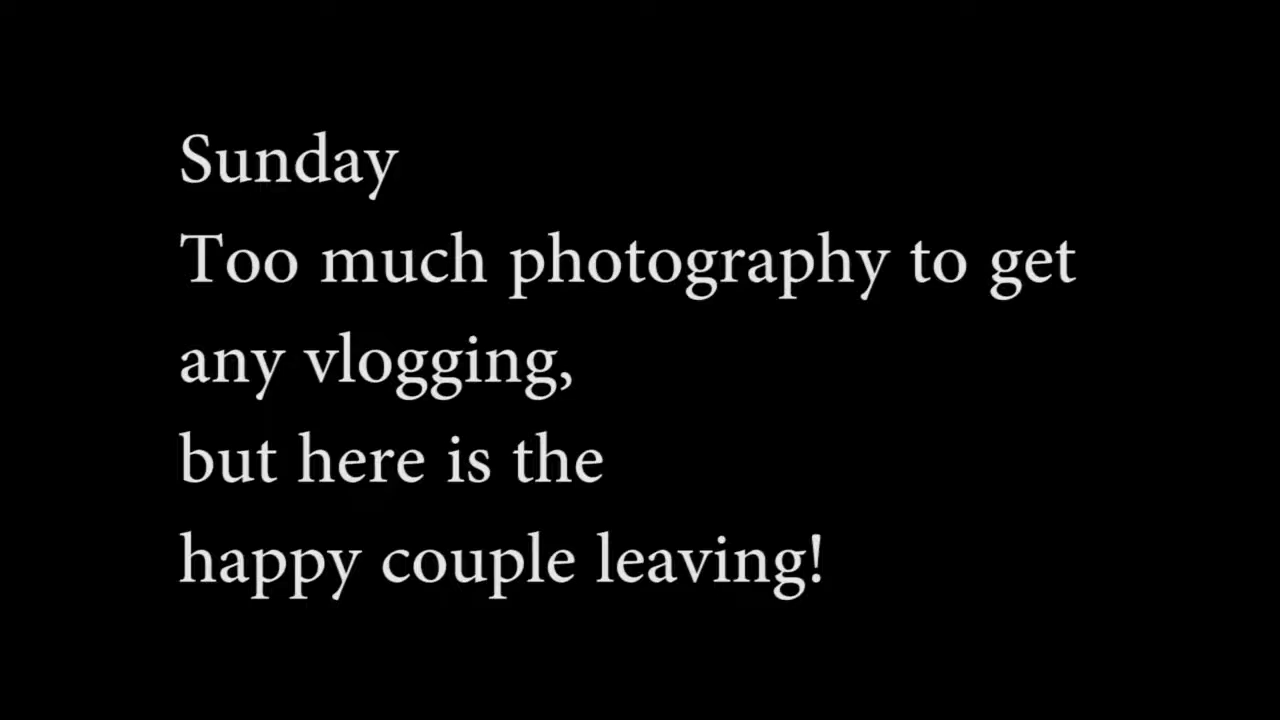 Sunday
Too much photography to get
any vlogging,
but here is the
happy couple leaving!